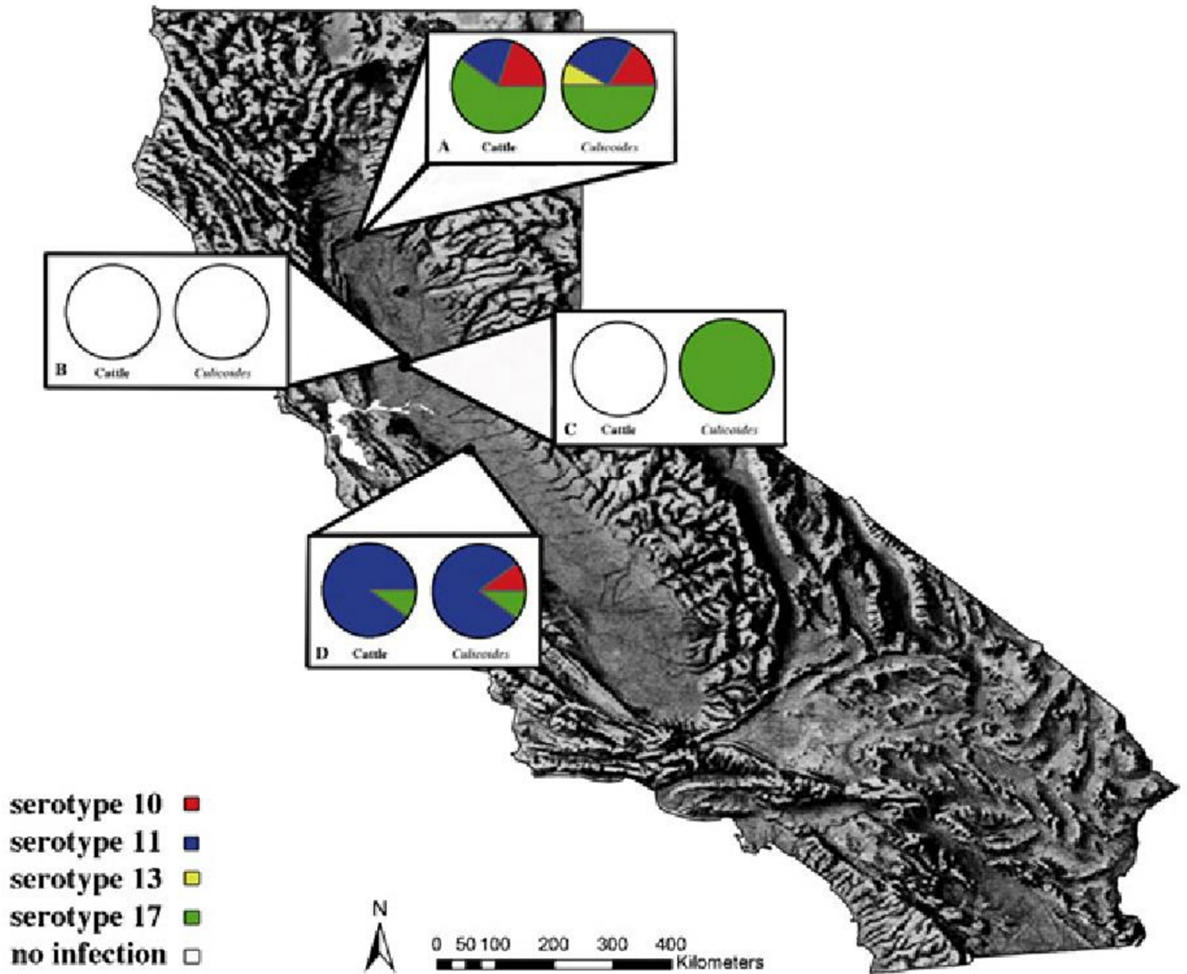 A Cattle Culicoides
B Cattle Culicoides
C Cattle Culicoides
D Cattle Culicoides
serotype 10
serotype 11
serotype 13
serotype 17
no infection
N
0 50 100 200 300 400
Kilometers